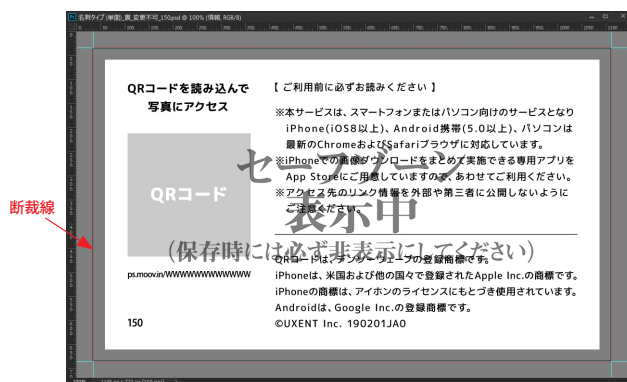 名刺タイプ(単面)_裏_変更不可_150.psd @ 100% (情報, RGB/8)
QRコードを読み込んで
写真にアクセス
QRコード
ps.moov.in/WWWWWWWWWWWWW
150
【 ご利用前に必ずお読みください 】
※本サービスは、スマートフォンまたはパソコン向けのサービスとなり
iPhone(iOS8以上)、Android携帯(5.0以上)、パソコンは
最新のChromeおよびSafariブラウザに対応しています。
※iPhoneでの画像ダウンロードをまとめて実施できる専用アプリを
App Storeにご用意していますので、あわせてご利用ください。
※アクセス先のリンク情報を外部や第三者に公開しないように
ご注意ください。
セーフゾーン
表示中
(保存時には必ず非表示にしてください)
QRコードは、デンソーウェーブの登録商標です。
iPhoneは、米国および他の国々で登録されたApple Inc.の商標です。
iPhoneの商標は、アイホンのライセンスにもとづき使用されています。
Androidは、Google Inc.の登録商標です。
©UXENT Inc. 190201JA0
断裁線